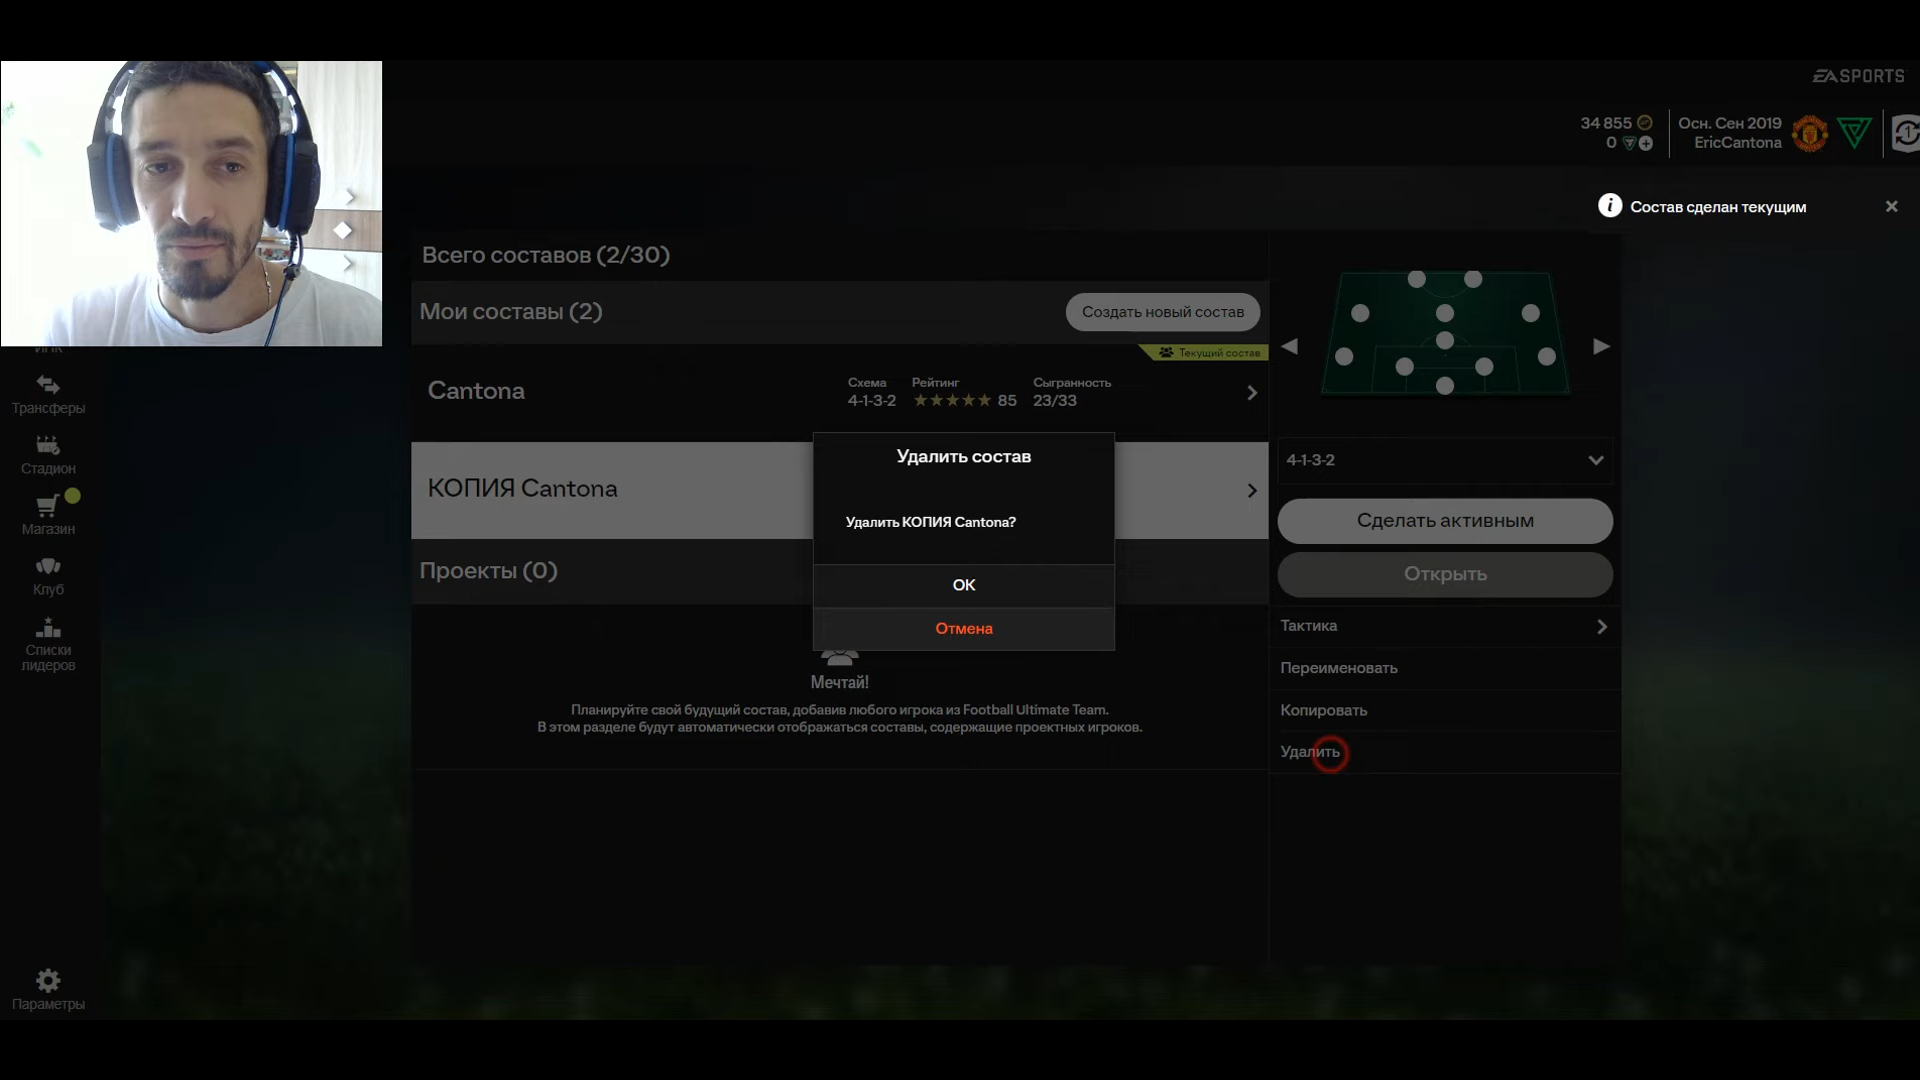 EA SPORTS
34 855
0
Осн. Сен 2019
EricCantona
1
Состав сделан текущим
Всего составов (2/30)
Мои составы (2)
Создать новый состав
Текущий состав
Cantona
Схема
4-1-3-2
Рейтинг
85
Сыгранность
23/33
КОПИЯ Cantona
Проекты (0)
Удалить состав
Удалить КОПИЯ Cantona?
ОК
Отмена
Мечтай!
Планируйте свой будущий состав, добавив любого игрока из Football Ultimate Team.
В этом разделе будут автоматически отображаться составы, содержащие проектных игроков.
4-1-3-2
Сделать активным
Открыть
Тактика
Переименовать
Копировать
Удалить
Трансферы
Стадион
Магазин
Клуб
Списки
лидеров
Параметры